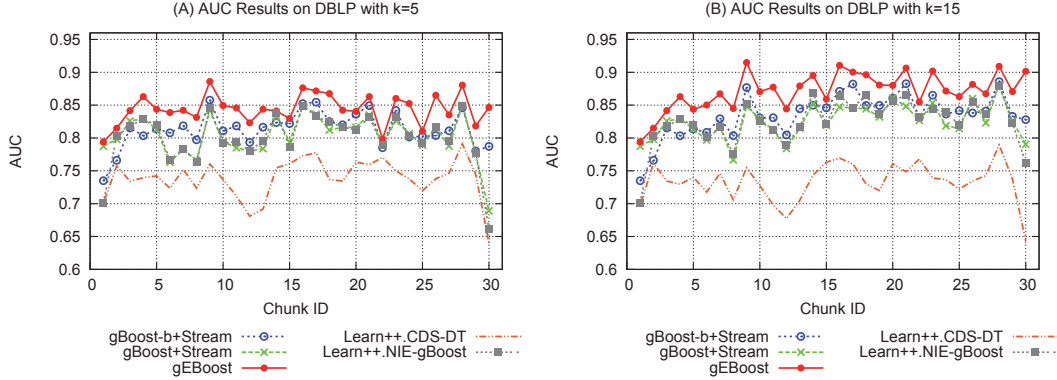 (A) AUC Results on DBLP with k=5
0.95
0.9
0.85
0.8
0.75
0.7
0.65
0.6
AUC
0 5 10 15 20 25 30
Chunk ID
gBoost-b+Stream
gBoost+Stream
gEBoost
Learn++.CDS-DT
Learn++.NIE-gBoost
(B) AUC Results on DBLP with k=15
0.95
0.9
0.85
0.8
0.75
0.7
0.65
0.6
AUC
0 5 10 15 20 25 30
Chunk ID
gBoost-b+Stream
gBoost+Stream
gEBoost
Learn++.CDS-DT
Learn++.NIE-gBoost